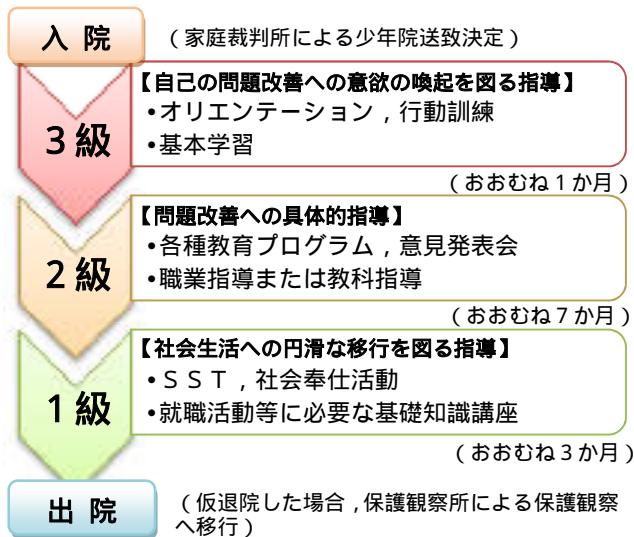 入 院
(家庭裁判所による少年院送致決定)
【自己の問題改善への意欲の喚起を図る指導】
3級
•オリエンテーション,行動訓練
•基本学習
(おおむね1か月)
【問題改善への具体的指導】
2級
•各種教育プログラム,意見発表会
•職業指導または教科指導
(おおむね7か月)
【社会生活への円滑な移行を図る指導】
1級
•SST,社会奉仕活動
•就職活動等に必要な基礎知識講座
(おおむね3か月)
出 院
(仮退院した場合,保護観察所による保護観察
へ移行)